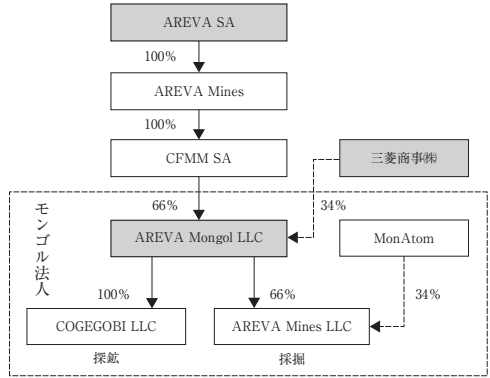 AREVA SA
100%
AREVA Mines
100%
CFMM SA
三菱商事㈱
66%
34%
モンゴル法人
AREVA Mongol LLC
MonAtom
100%
66%
34%
COGEGOBI LLC
AREVA Mines LLC
探鉱
採掘